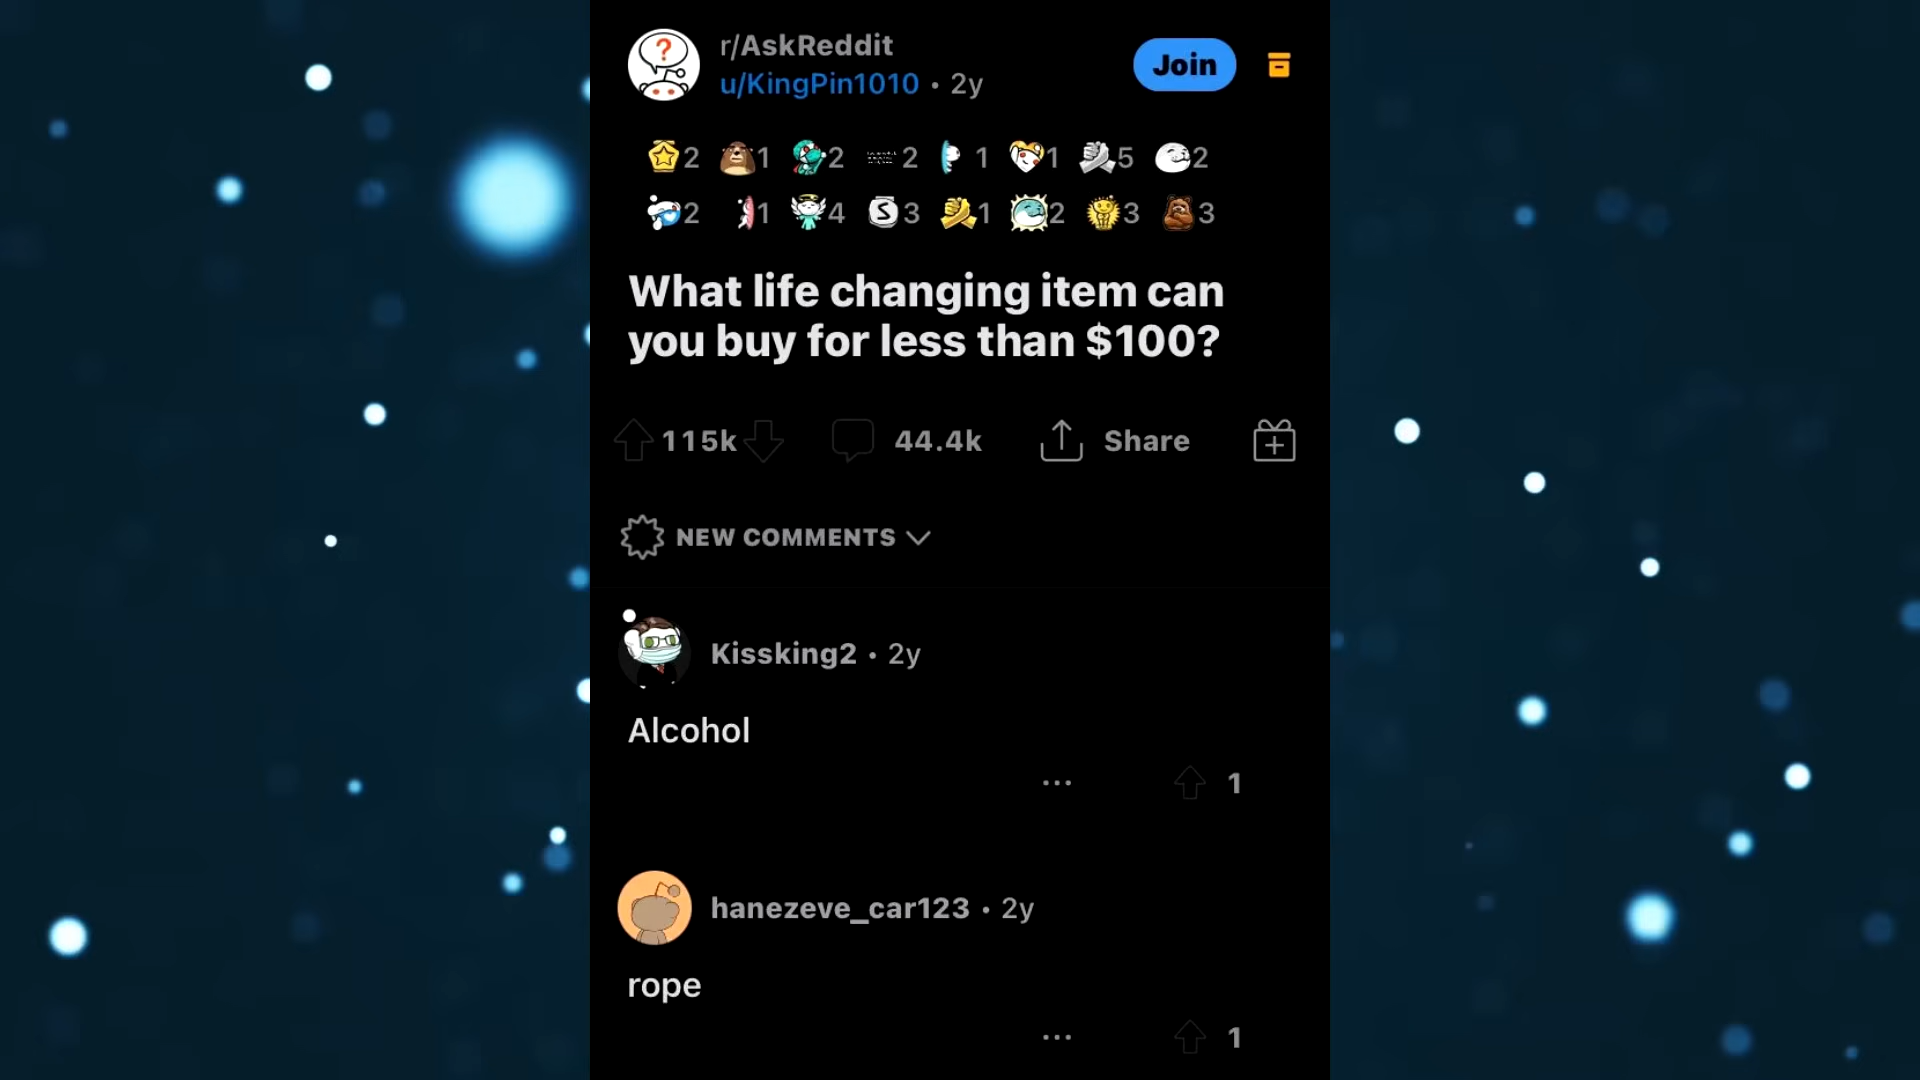 r/AskReddit
u/KingPin1010 • 2y
Join
2 1 2 2 1 1 5 2
2 1 4 S 3 1 2 3 3
What life changing item can
you buy for less than $100?
115k 44.4k Share
NEW COMMENTS
Kissking2 • 2y
Alcohol
... 1
hanezeve_car123 • 2y
rope
... 1